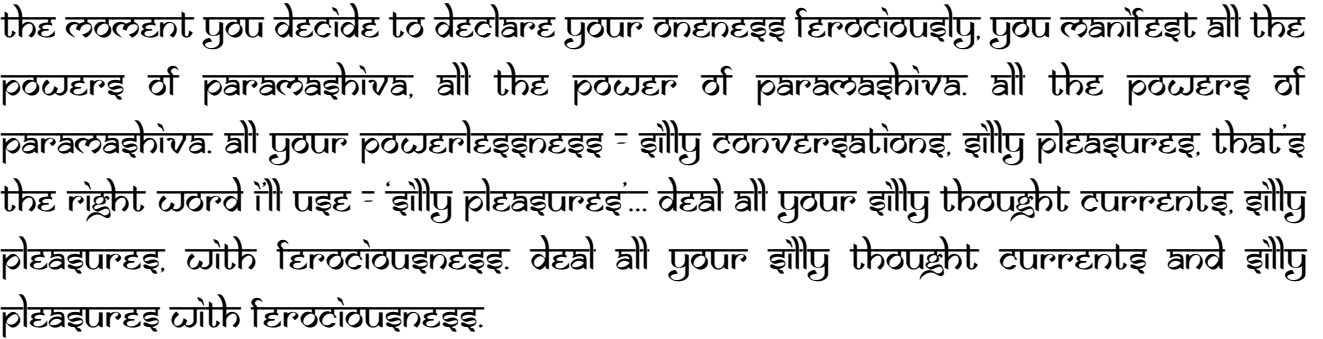 the moment you decide to declare your oneness ferociously, you manifest all the
powers of paramashiva, all the power of paramashiva. all the powers of
paramashiva. all your powerlessness - silly conversations, silly pleasures, that's
the right word i'll use - 'silly pleasures'... deal all your silly thought currents, silly
pleasures, with ferociousness. deal all your silly thought currents and silly
pleasures with ferociousness.